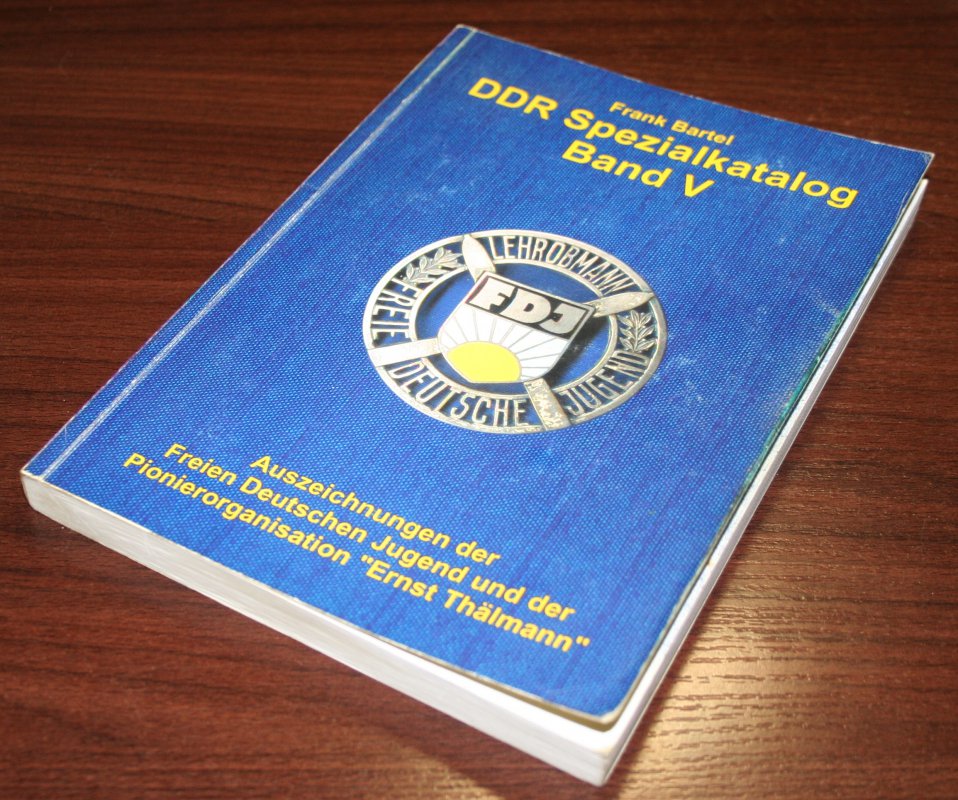 Frank Bartel
DDR Spezialkatalog
Band V
LEHROBMANN
FREIE DEUTSCHE JUGEND
FDJ
Auszeichnungen der
Freien Deutschen Jugend und der
Pionierorganisation "Ernst Thälmann"